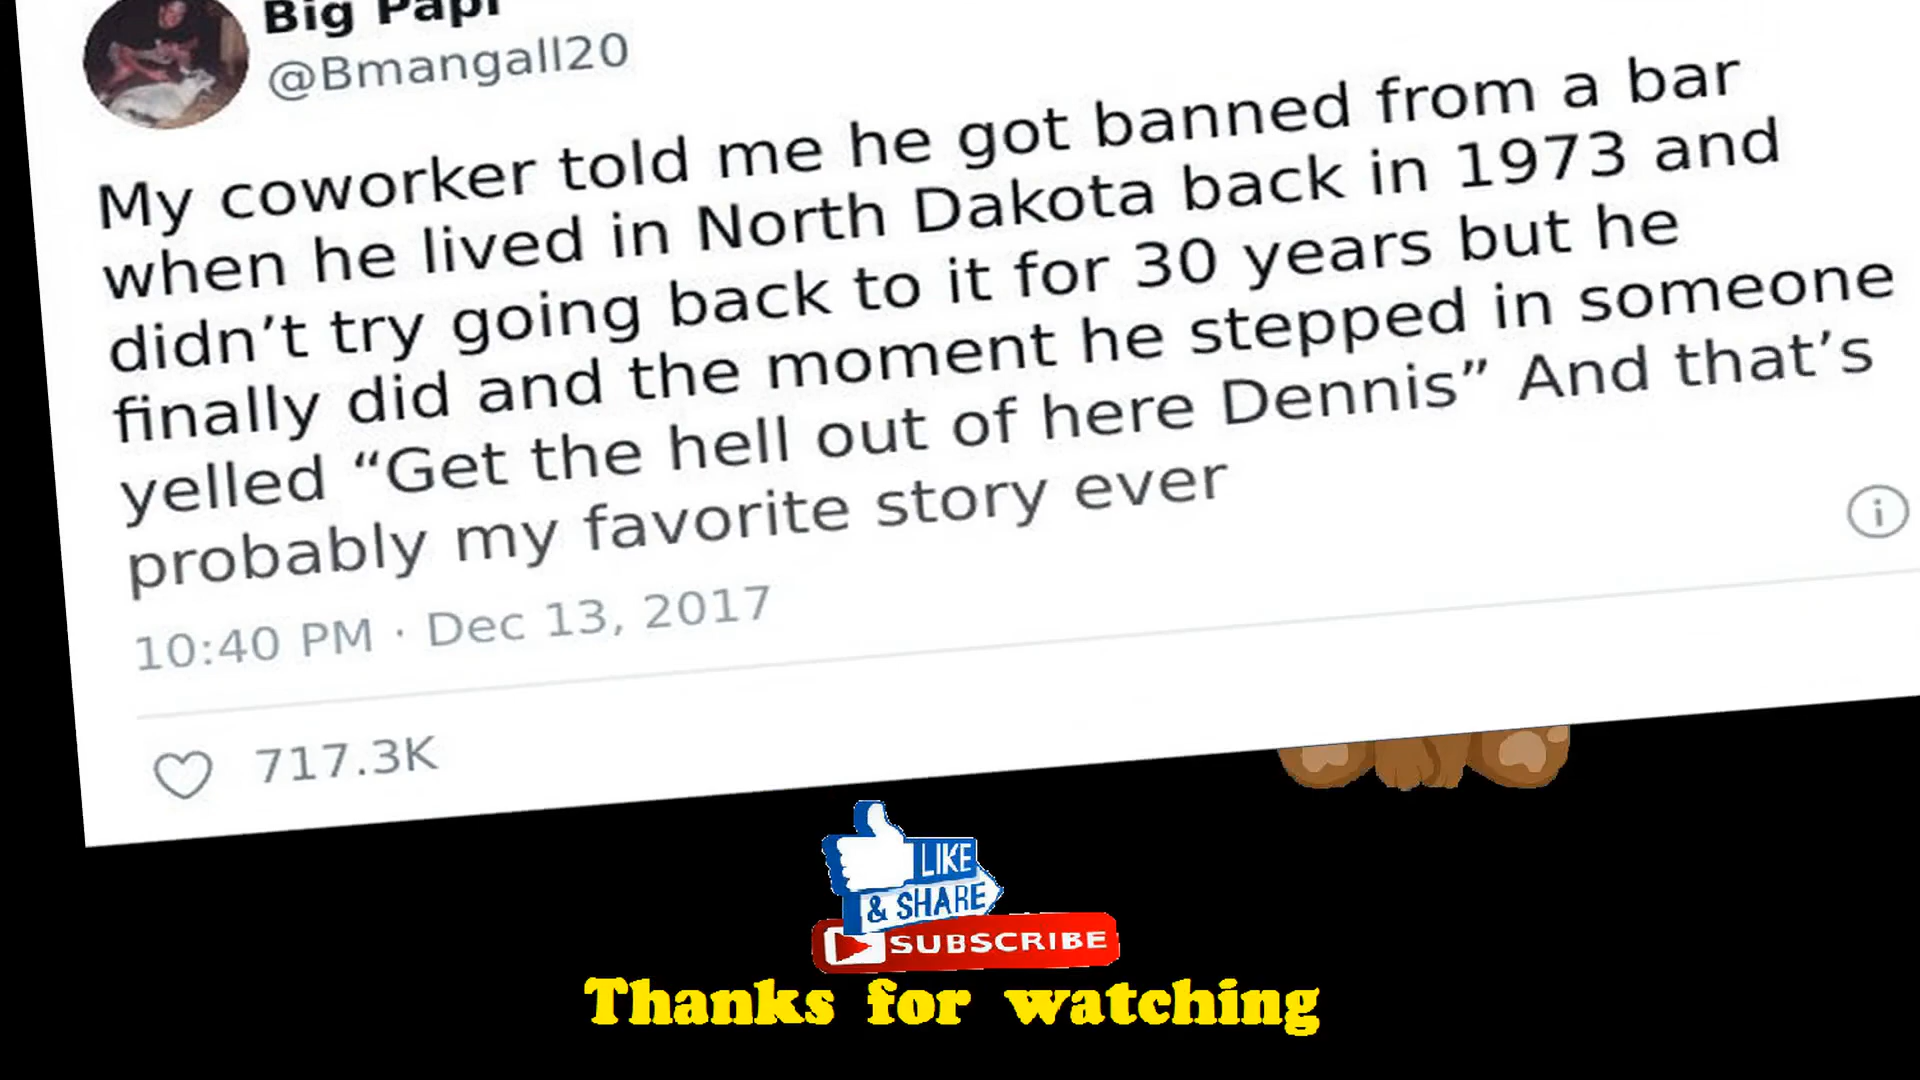 Big Papi
@Bmangall20
My coworker told me he got banned from a bar
when he lived in North Dakota back in 1973 and
didn’t try going back to it for 30 years but he
finally did and the moment he stepped in someone
yelled “Get the hell out of here Dennis” And that’s
probably my favorite story ever
10:40 PM · Dec 13, 2017
717.3K
LIKE
& SHARE
SUBSCRIBE
Thanks for watching